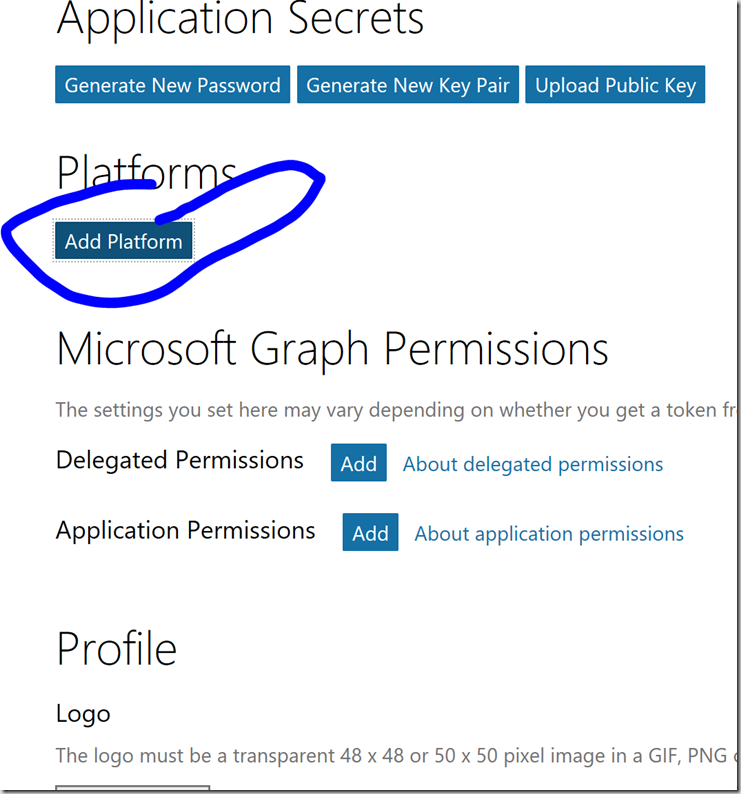 Application Secrets
Generate New Password Generate New Key Pair Upload Public Key
Platforms
Add Platform
Microsoft Graph Permissions
The settings you set here may vary depending on whether you get a token
Delegated Permissions Add About delegated permissions
Application Permissions Add About application permissions
Profile
Logo
The logo must be a transparent 48 x 48 or 50 x 50 pixel image in a GIF, PNG